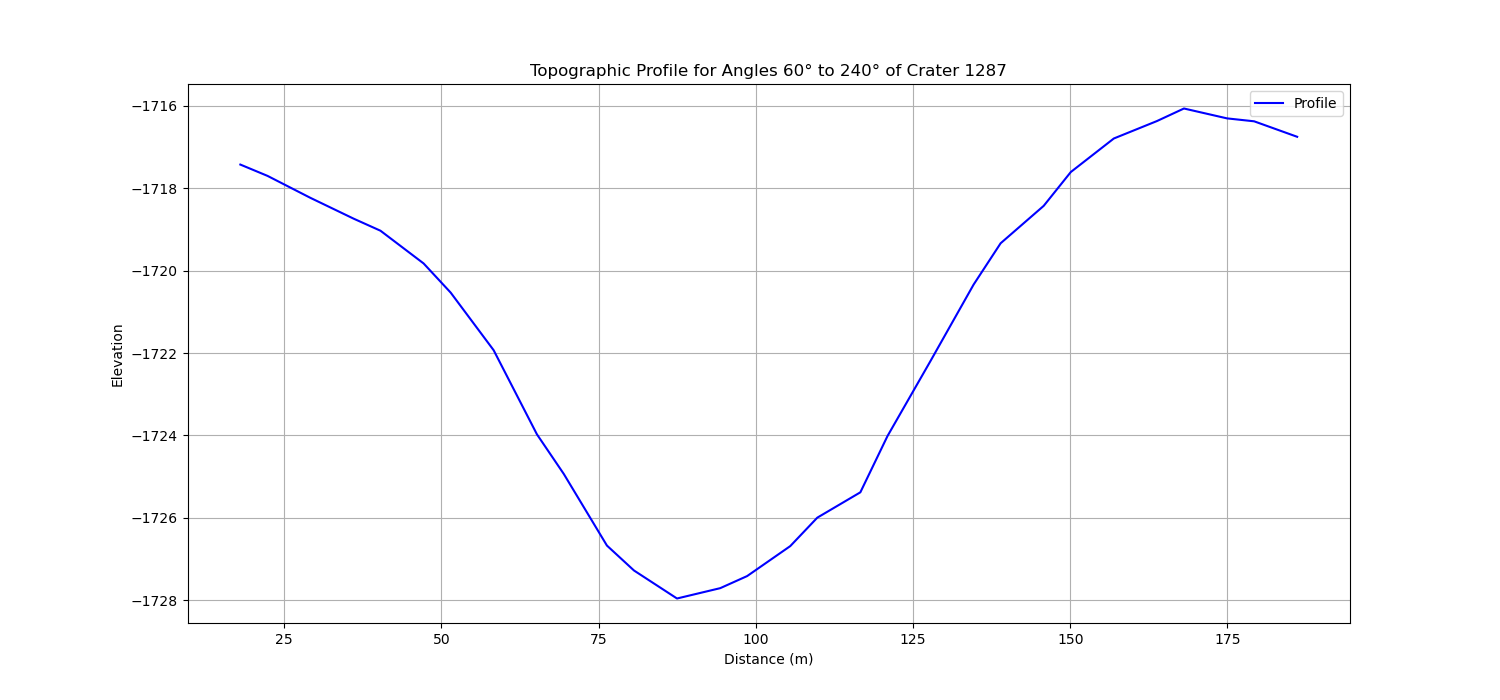 Topographic Profile for Angles 60° to 240° of Crater 1287
Profile
−1716
−1718
−1720
−1722
−1724
−1726
−1728
Elevation
25 50 75 100 125 150 175
Distance (m)